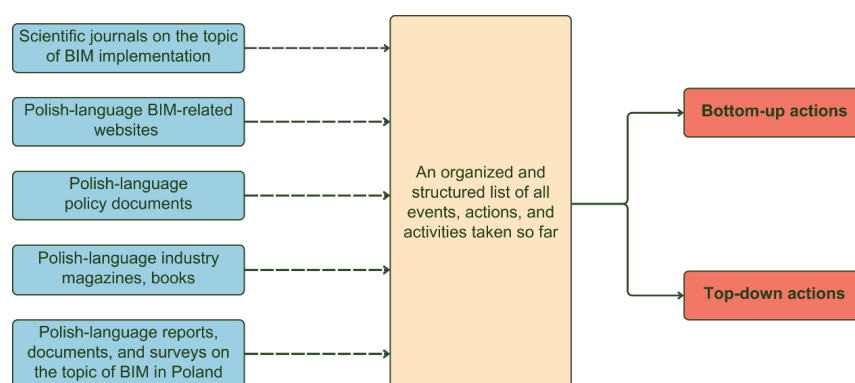 Scientific journals on the topic
of BIM implementation
Polish-language BIM-related
websites
Polish-language
policy documents
Polish-language industry
magazines, books
Polish-language reports,
documents, and surveys on
the topic of BIM in Poland
An organized and
structured list of all
events, actions, and
activities taken so far
Bottom-up actions
Top-down actions